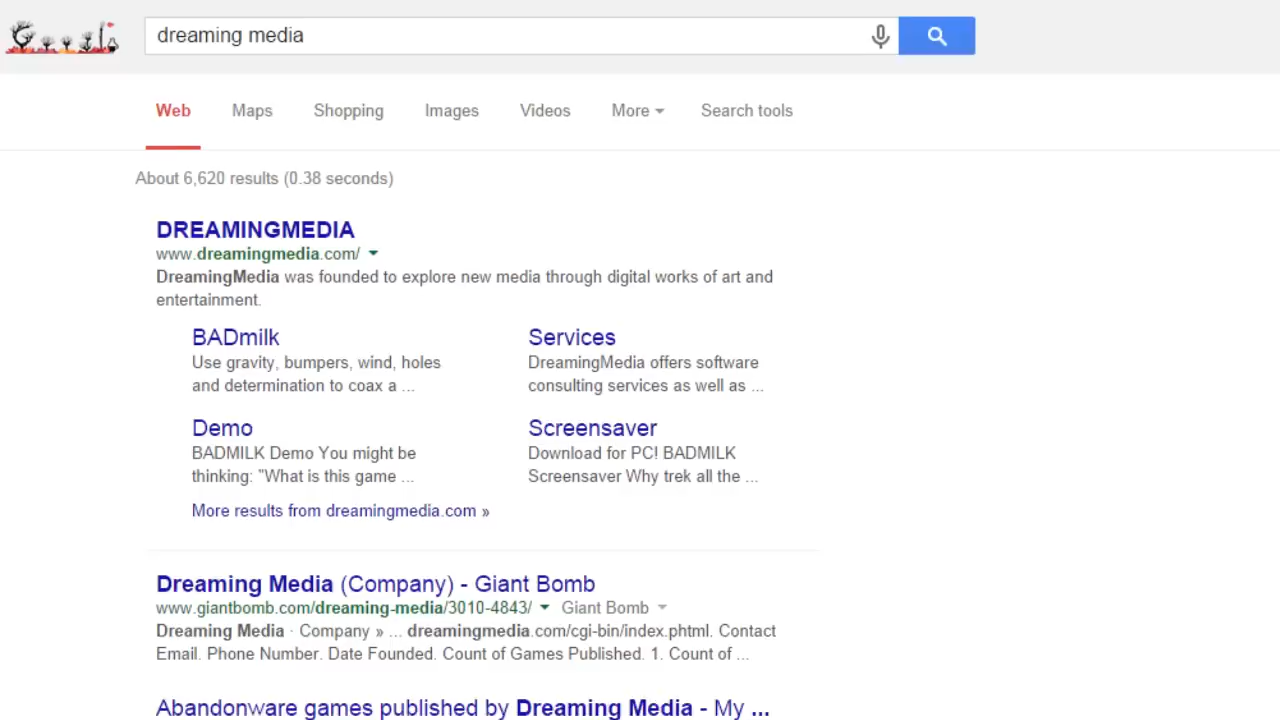 dreaming media
Web Maps Shopping Images Videos More Search tools
About 6,620 results (0.38 seconds)
DREAMINGMEDIA
www.dreamingmedia.com/
DreamingMedia was founded to explore new media through digital works of art and
entertainment.
BADmilk
Use gravity, bumpers, wind, holes
and determination to coax a ...
Services
DreamingMedia offers software
consulting services as well as ...
Demo
BADMILK Demo You might be
thinking: "What is this game ...
Screensaver
Download for PC! BADMILK
Screensaver Why trek all the ...
More results from dreamingmedia.com »
Dreaming Media (Company) - Giant Bomb
www.giantbomb.com/dreaming-media/3010-4843/ Giant Bomb
Dreaming Media · Company » ... dreamingmedia.com/cgi-bin/index.phtml. Contact
Email. Phone Number. Date Founded. Count of Games Published. 1. Count of ...
Abandonware games published by Dreaming Media - My ...